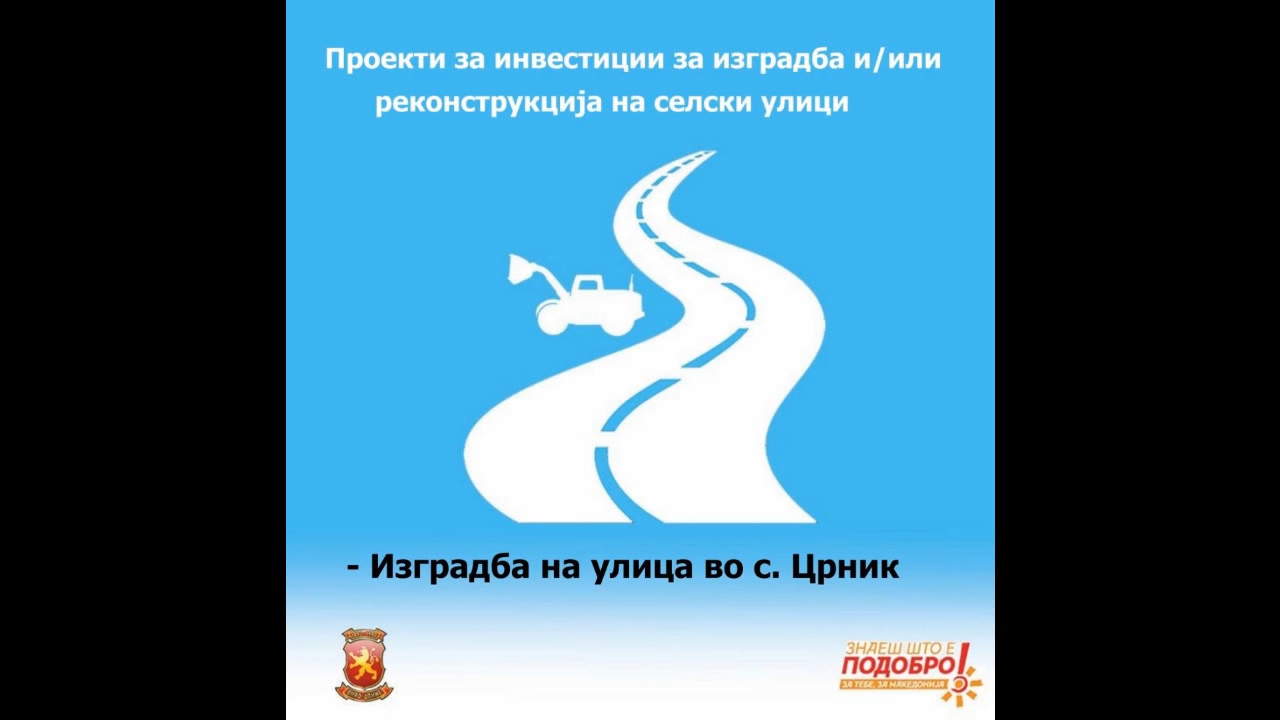 Проекти за инвестиции за изградба и/или
реконструкција на селски улици
- Изградба на улица во с. Црник
ЗНАЕШ ШТО Е
ПОДОБРО!
ЗА ТЕБЕ, ЗА МАКЕДОНИЈА